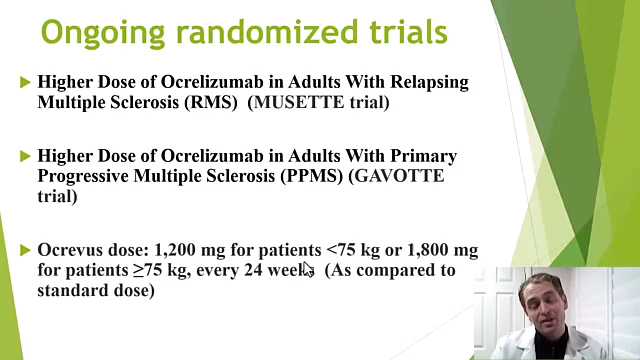 Ongoing randomized trials
Higher Dose of Ocrelizumab in Adults With Relapsing
Multiple Sclerosis (RMS) (MUSETTE trial)
Higher Dose of Ocrelizumab in Adults With Primary
Progressive Multiple Sclerosis (PPMS) (GAVOTTE
trial)
Ocrevus dose: 1,200 mg for patients <75 kg or 1,800 mg
for patients ≥75 kg, every 24 weeks (As compared to
standard dose)